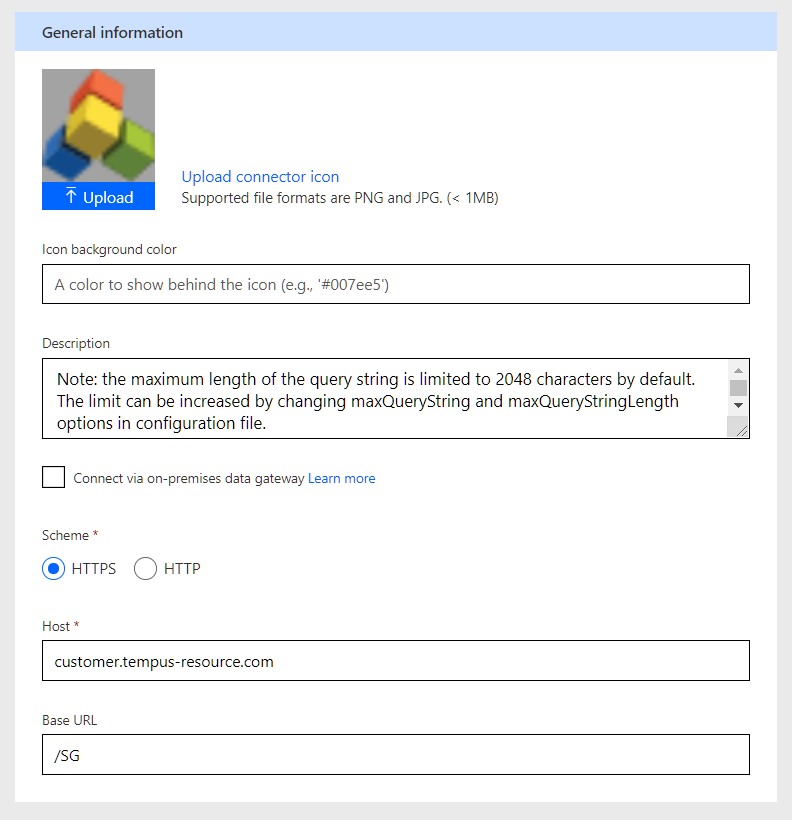 General information
Upload
Upload connector icon
Supported file formats are PNG and JPG. (< 1MB)
Icon background color
A color to show behind the icon (e.g., '#007ee5')
Description
Note: the maximum length of the query string is limited to 2048 characters by default.
The limit can be increased by changing maxQueryString and maxQueryStringLength
options in configuration file.
Connect via on-premises data gateway Learn more
Scheme *
HTTPS HTTP
Host *
customer.tempus-resource.com
Base URL
/SG